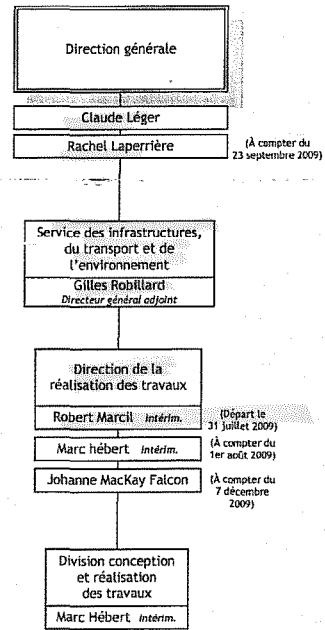 Direction générale
Claude Léger
Rachel Laperrière
(À compter du
23 septembre 2009)
Service des infrastructures,
du transport et de
l'environnement
Gilles Robillard
Directeur général adjoint
Direction de la
réalisation des travaux
Robert Marcil intérim.
(Départ le
31 juillet 2009)
Marc hébert intérim.
(À compter du
1er août 2009)
Johanne MacKay Falcon
(À compter du
7 décembre
2009)
Division conception
et réalisation
des travaux
Marc Hébert intérim.